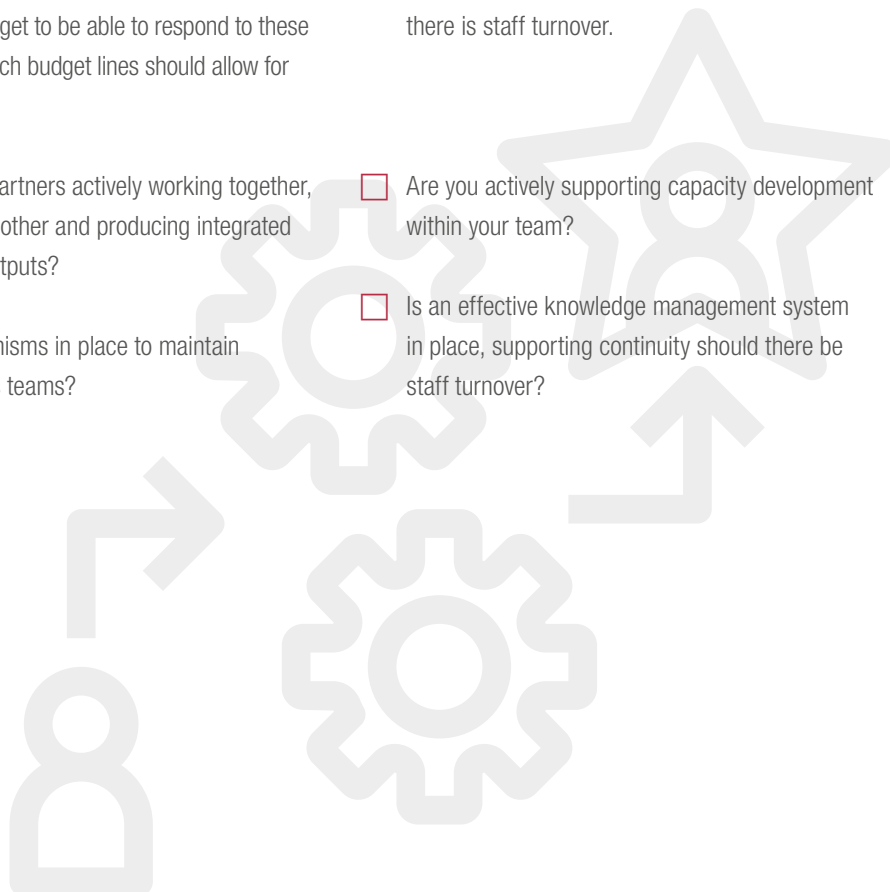 get to be able to respond to these
ch budget lines should allow for
artners actively working together,
other and producing integrated
tputs?
nisms in place to maintain
teams?
there is staff turnover.
Are you actively supporting capacity development
within your team?
Is an effective knowledge management system
in place, supporting continuity should there be
staff turnover?